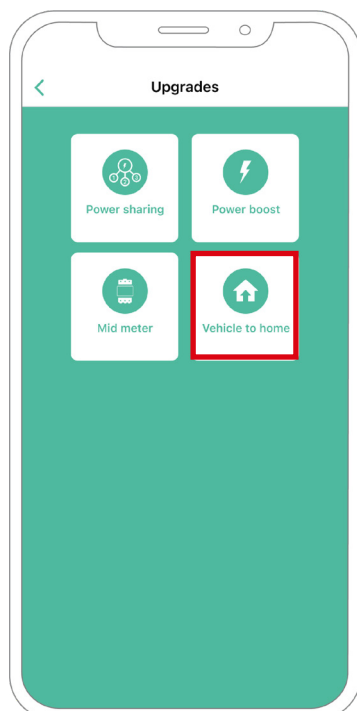 Upgrades
Power sharing
Power boost
Mid meter
Vehicle to home